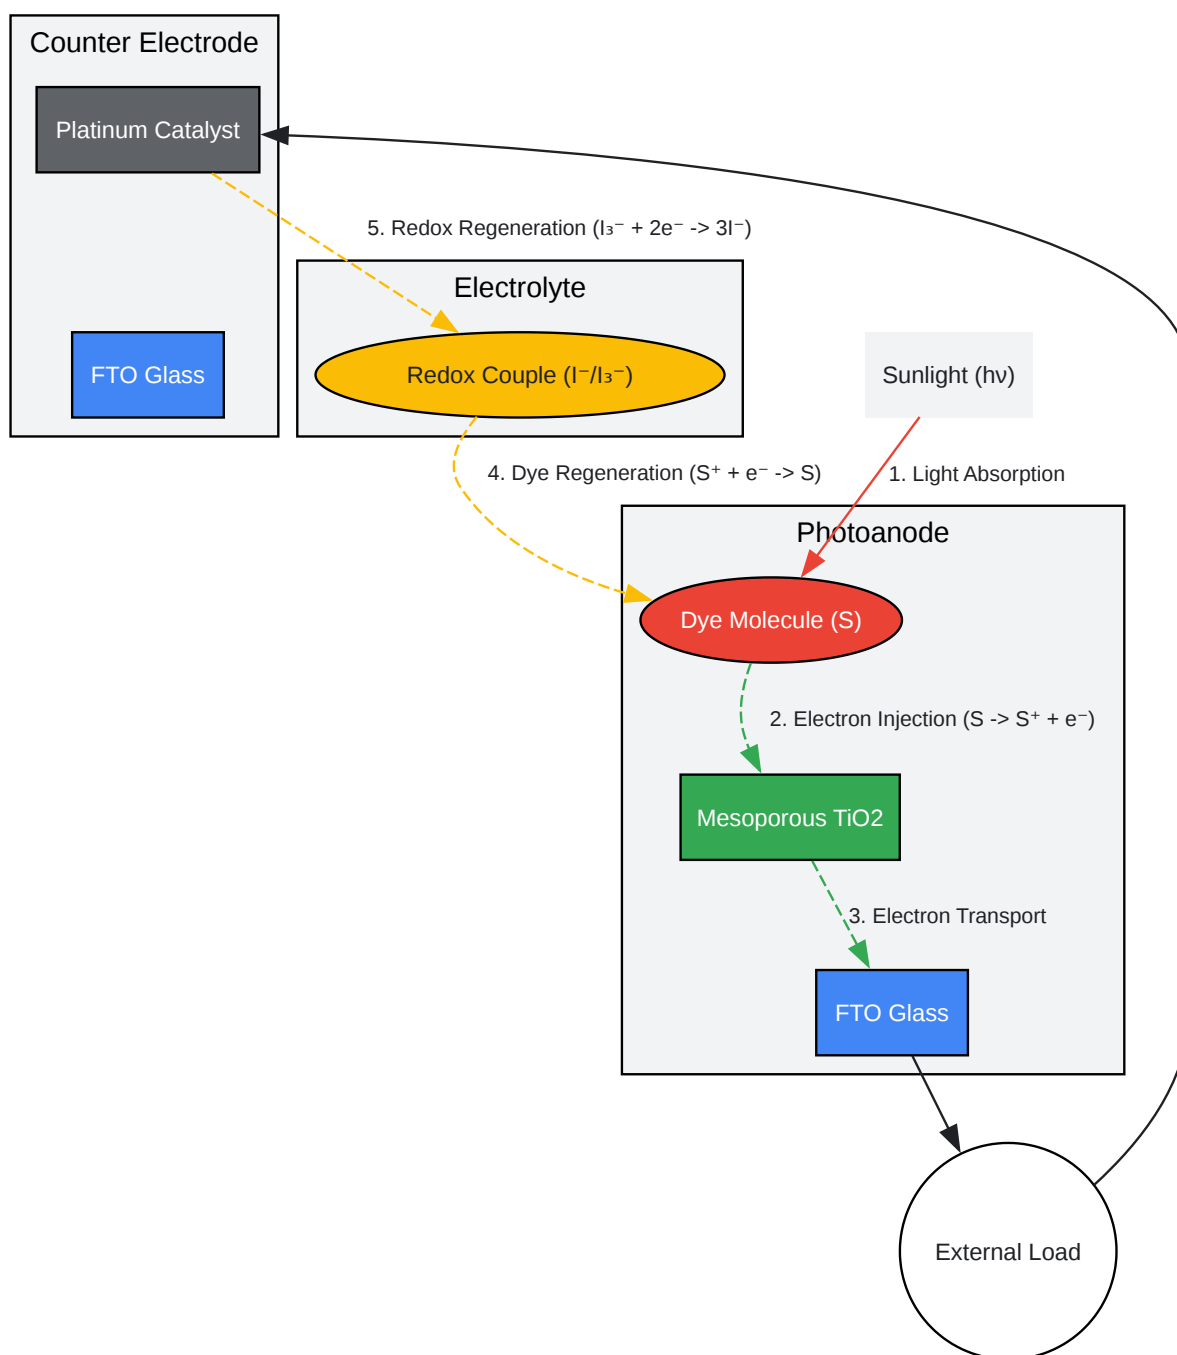 Counter Electrode
Platinum Catalyst
5. Redox Regeneration (I₃⁻ + 2e⁻ -> 3I⁻)
Electrolyte
FTO Glass
Redox Couple (I⁻/I₃⁻)
Sunlight (hν)
4. Dye Regeneration (S⁺ + e⁻ -> S)
1. Light Absorption
Photoanode
Dye Molecule (S)
2. Electron Injection (S -> S⁺ + e⁻)
Mesoporous TiO2
3. Electron Transport
FTO Glass
External Load